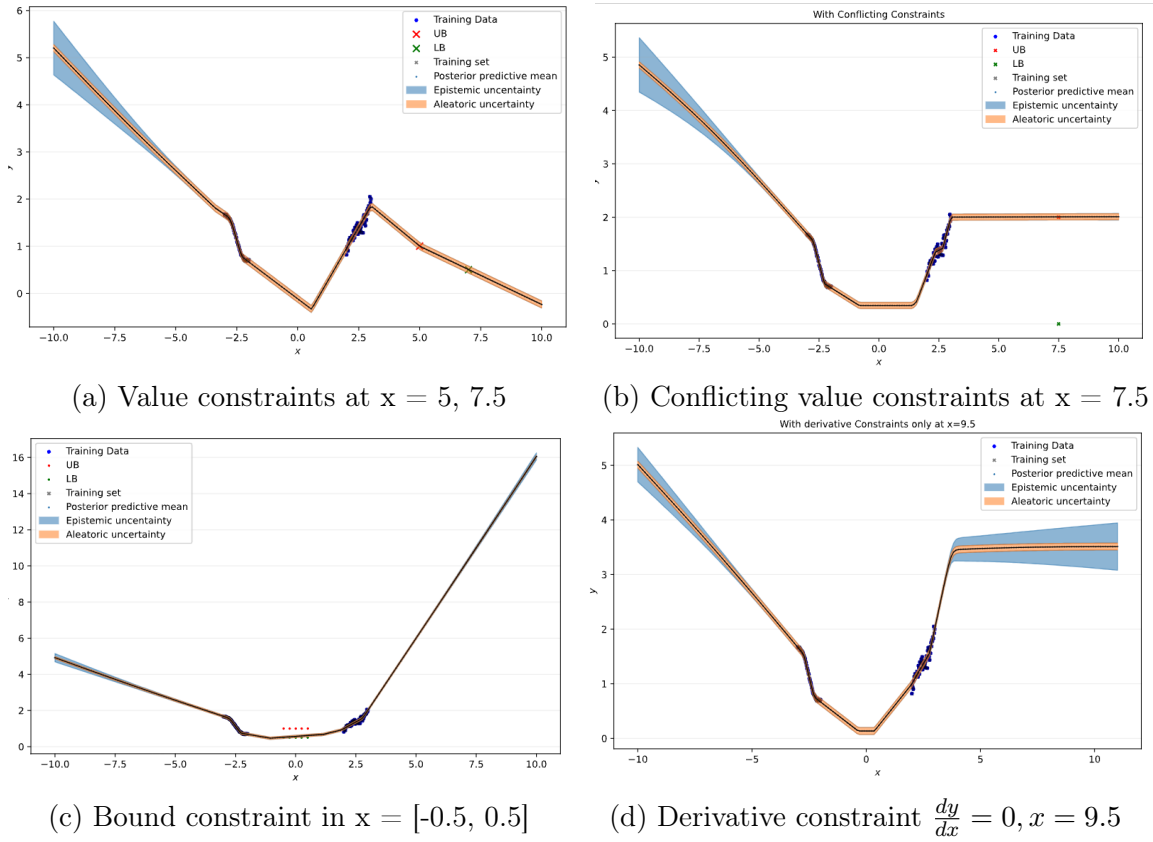 6
5
4
3
2
1
0
−10.0
−7.5
−5.0
−2.5
0.0
2.5
5.0
7.5
10.0
x
Training Data
UB
LB
Training set
Posterior predictive mean
Epistemic uncertainty
Aleatoric uncertainty
(a) Value constraints at x = 5, 7.5
With Conflicting Constraints
5
4
3
2
1
0
−10.0
−7.5
−5.0
−2.5
0.0
2.5
5.0
7.5
10.0
x
Training Data
UB
LB
Training set
Posterior predictive mean
Epistemic uncertainty
Aleatoric uncertainty
(b) Conflicting value constraints at x = 7.5
16
14
12
10
8
6
4
2
0
−10.0
−7.5
−5.0
−2.5
0.0
2.5
5.0
7.5
10.0
x
Training Data
UB
LB
Training set
Posterior predictive mean
Epistemic uncertainty
Aleatoric uncertainty
(c) Bound constraint in x = [-0.5, 0.5]
With derivative Constraints only at x=9.5
y
5
4
3
2
1
0
−10
−5
0
5
10
x
Training Data
Training set
Posterior predictive mean
Epistemic uncertainty
Aleatoric uncertainty
(d) Derivative constraint dy/dx = 0, x = 9.5